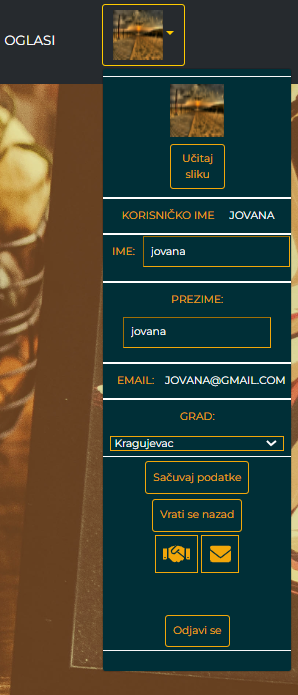 OGLASI
Učitaj
sliku
KORISNIČKO IME JOVANA
IME: jovana
PREZIME:
jovana
EMAIL: JOVANA@GMAIL.COM
GRAD:
Kragujevac
Sačuvaj podatke
Vrati se nazad
Odjavi se